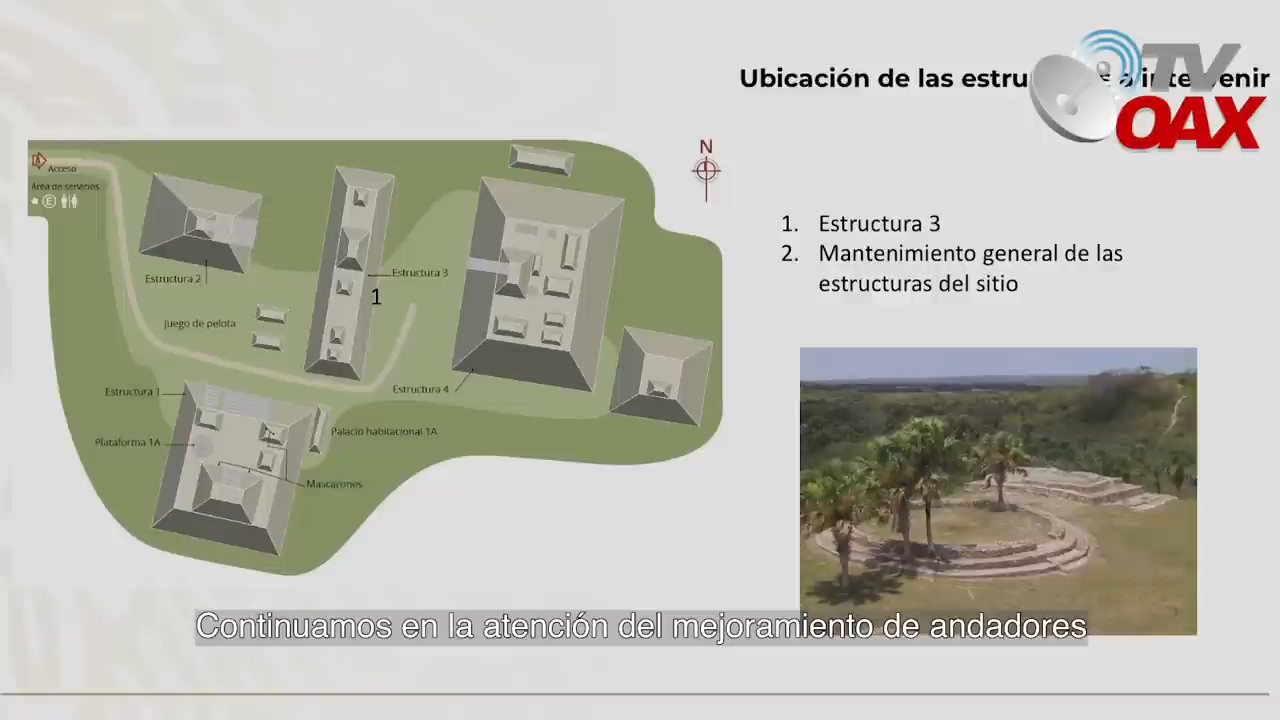 TV
OAX
Ubicación de las estru
enir
N
Acceso
Área de servicios
E
Estructura 2
Estructura 3
1
Juego de pelota
Estructura 4
Estructura 1
Palacio habitacional 1A
Plataforma 1A
Mascarones
1. Estructura 3
2. Mantenimiento general de las
estructuras del sitio
Continuamos en la atención del mejoramiento de andadores